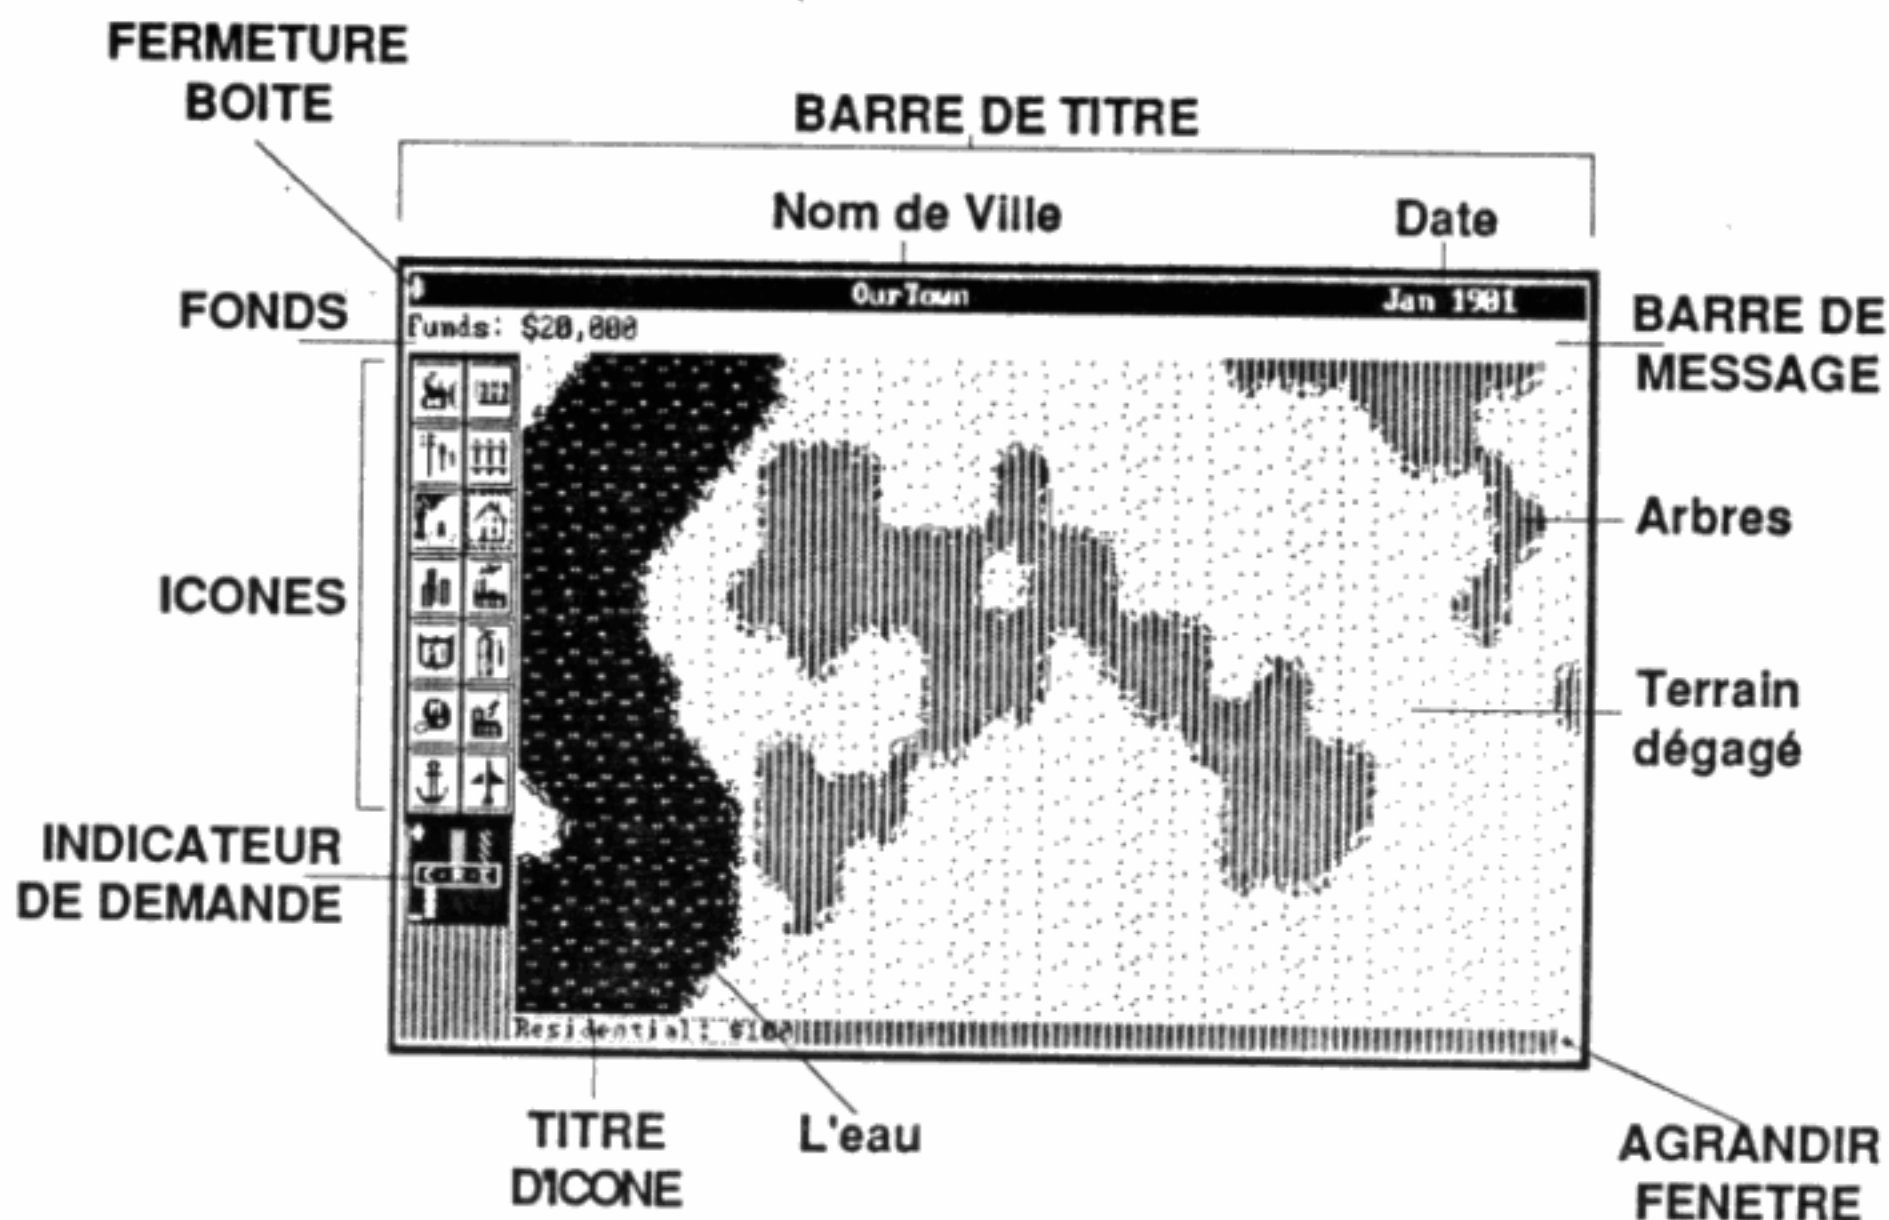 FERMETURE
BOITE
BARRE DE TITRE
Nom de Ville
Date
FONDS
OurTown
Jan 1901
Funds: $20,000
BARRE DE
MESSAGE
Arbres
ICONES
Terrain
dégagé
INDICATEUR
DE DEMANDE
Residential: $100
TITRE
D'ICONE
L'eau
AGRANDIR
FENETRE